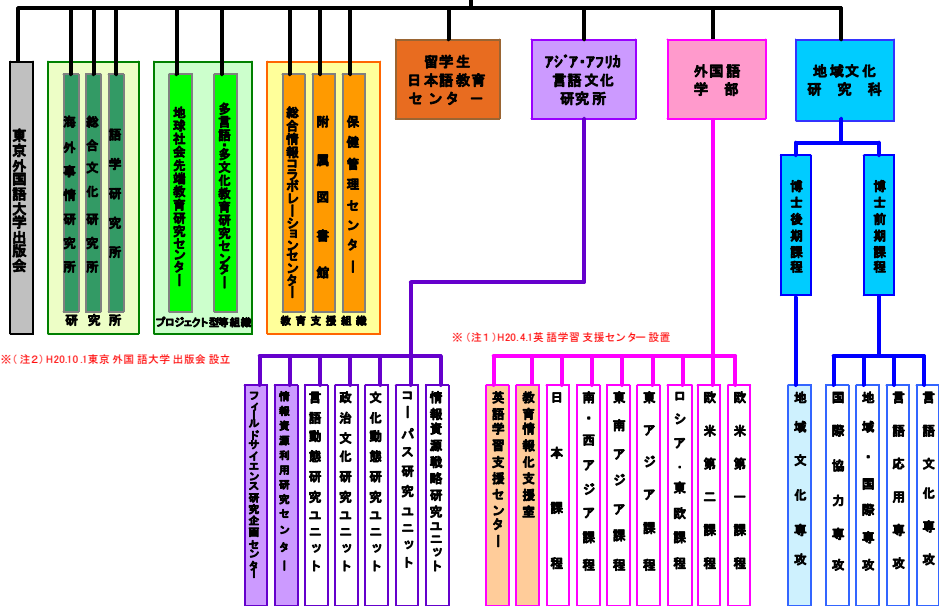 留学生
日本語教育
センター
アジア・アフリカ
言語文化
研究所
外国語
学部
地域文化
研究科
東京外国語大学出版会
海外事情研究所
総合文化研究所
語学研究所
研究所
地球社会先端教育研究センター
多言語・多文化教育研究センター
プロジェクト型等組織
総合情報コラボレーションセンター
附属図書館
保健管理センター
教育支援組織
博士後期課程
博士前期課程
※(注1)H20.4.1英語学習支援センター設置
※(注2)H20.10.1東京外国語大学出版会設立
フィールドサイエンス研究企画センター
情報資源利用研究センター
言語動態研究ユニット
政治文化研究ユニット
文化動態研究ユニット
コーパス研究ユニット
情報資源戦略研究ユニット
英語学習支援センター
教育情報化支援室
日本課程
南・西アジア課程
東南アジア課程
東アジア課程
ロシア・東欧課程
欧米第二課程
欧米第一課程
地域文化専攻
国際協力専攻
地域・国際専攻
言語応用専攻
言語文化専攻